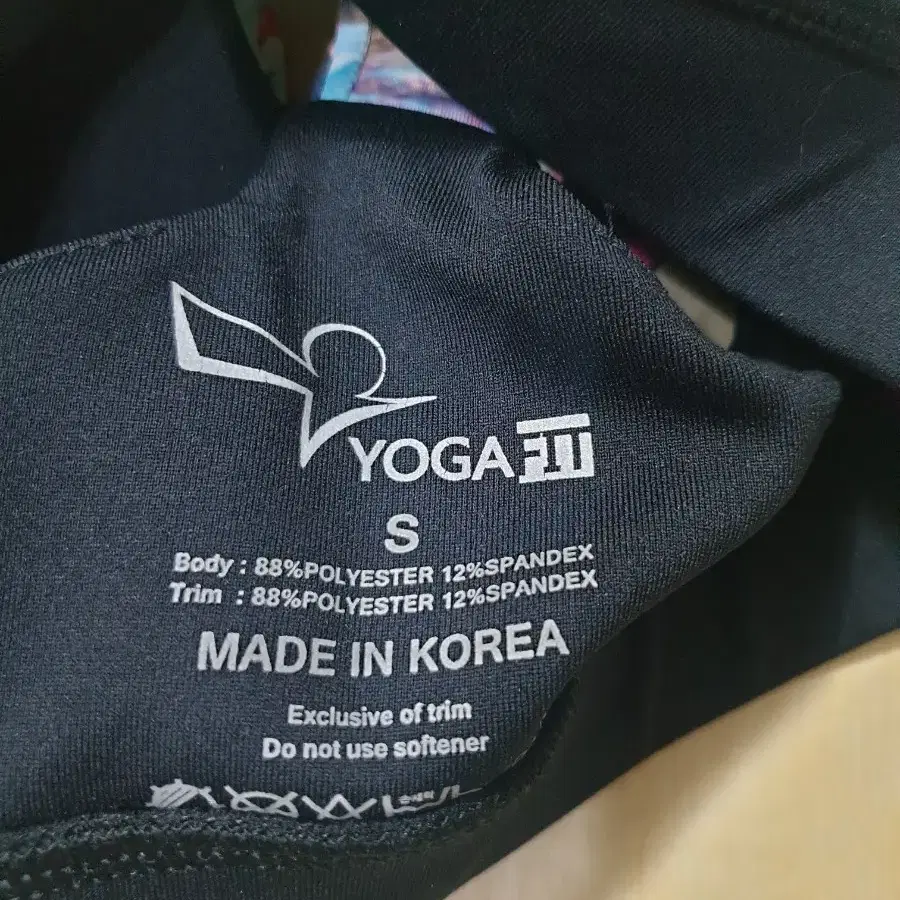 YOGA FIT
S
Body : 88%POLYESTER 12%SPANDEX
Trim : 88%POLYESTER 12%SPANDEX
MADE IN KOREA
Exclusive of trim
Do not use softener